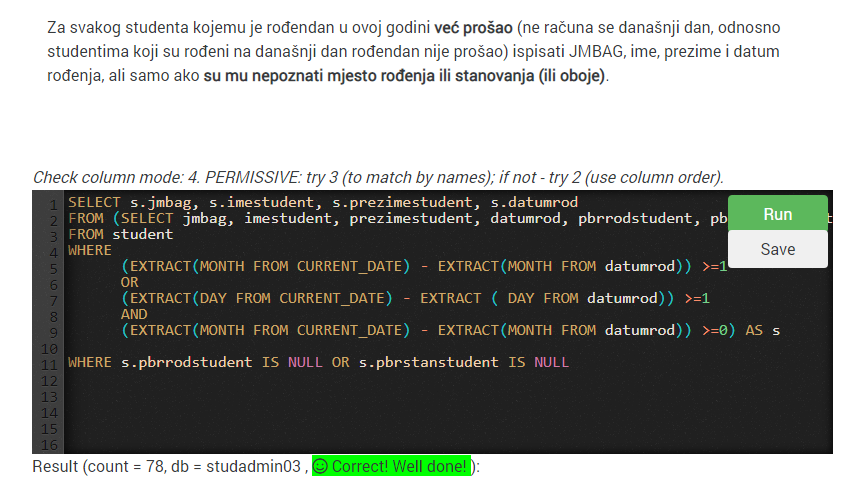 Za svakog studenta kojemu je rođendan u ovoj godini već prošao (ne računa se današnji dan, odnosno
studentima koji su rođeni na današnji dan rođendan nije prošao) ispisati JMBAG, ime, prezime i datum
rođenja, ali samo ako su mu nepoznati mjesto rođenja ili stanovanja (ili oboje).
Check column mode: 4. PERMISSIVE: try 3 (to match by names); if not - try 2 (use column order).
1 SELECT s.jmbag, s.imestudent, s.prezimestudent, s.datumrod
2 FROM (SELECT jmbag, imestudent, prezimestudent, datumrod, pbrrodstudent, pb
3 FROM student
4 WHERE
5 (EXTRACT(MONTH FROM CURRENT_DATE) - EXTRACT(MONTH FROM datumrod)) >=1
6 OR
7 (EXTRACT(DAY FROM CURRENT_DATE) - EXTRACT ( DAY FROM datumrod)) >=1
8 AND
9 (EXTRACT(MONTH FROM CURRENT_DATE) - EXTRACT(MONTH FROM datumrod)) >=0) AS s
10
11 WHERE s.pbrrodstudent IS NULL OR s.pbrstanstudent IS NULL
12
13
14
15
16
Run
Save
Result (count = 78, db = studadmin03 , Correct! Well done! ):